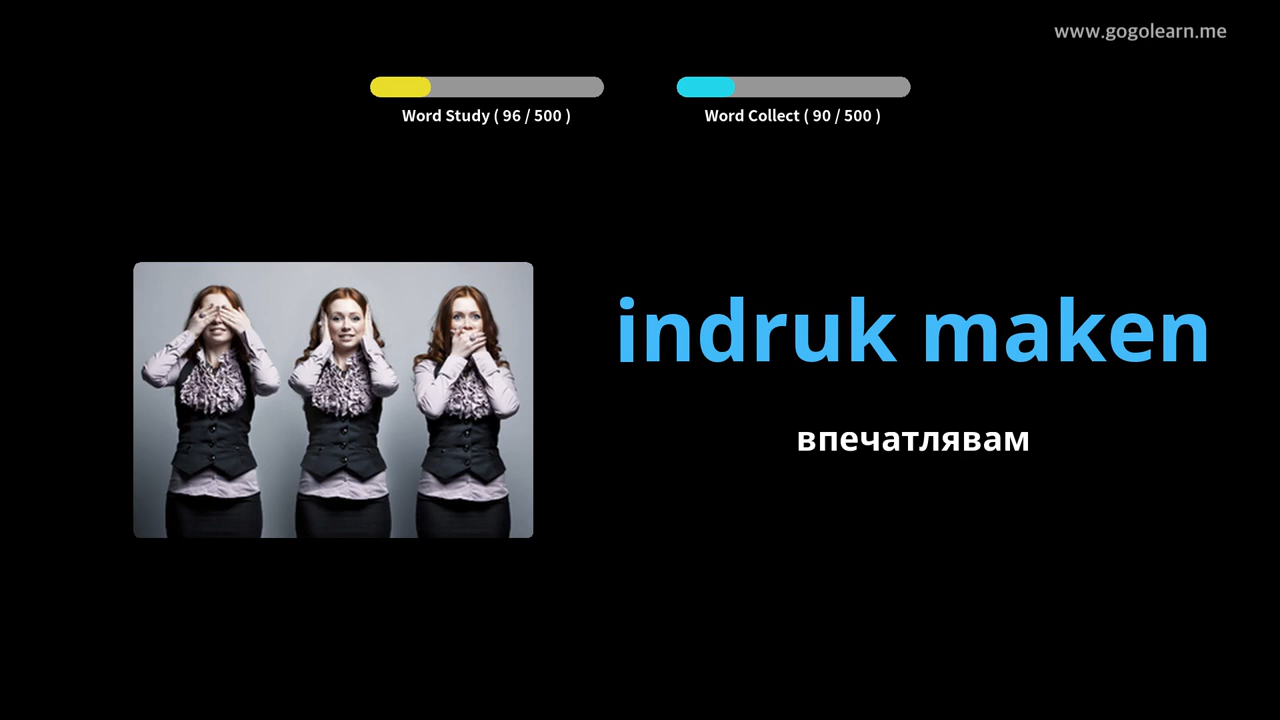 www.gogolearn.me
Word Study ( 96 / 500 )
Word Collect ( 90 / 500 )
indruk maken
впечатлявам